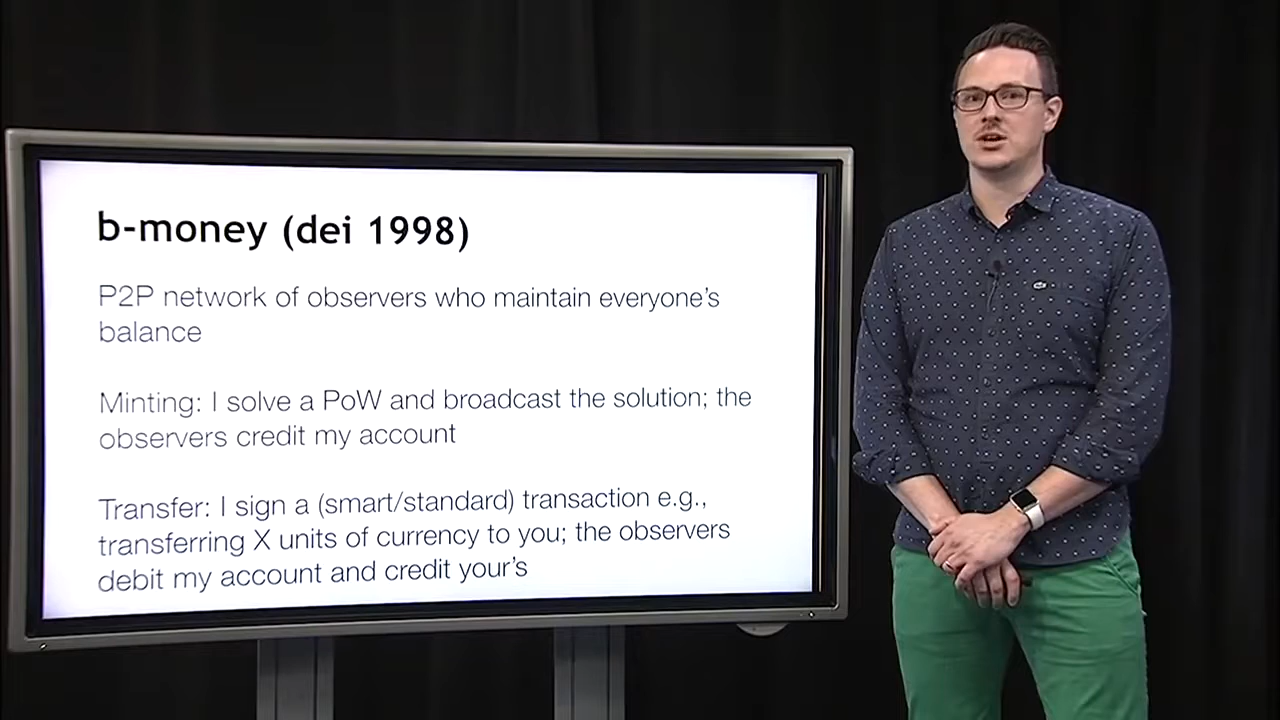 b-money (dei 1998)
P2P network of observers who maintain everyone's
balance
Minting: I solve a PoW and broadcast the solution; the
observers credit my account
Transfer: I sign a (smart/standard) transaction e.g.,
transferring X units of currency to you; the observers
debit my account and credit your's